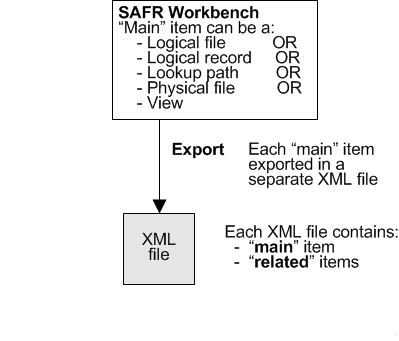 SAFR Workbench
“Main” item can be a:
- Logical file OR
- Logical record OR
- Lookup path OR
- Physical file OR
- View
Export
Each “main” item
exported in a
separate XML file
XML
file
Each XML file contains:
- “main” item
- “related” items